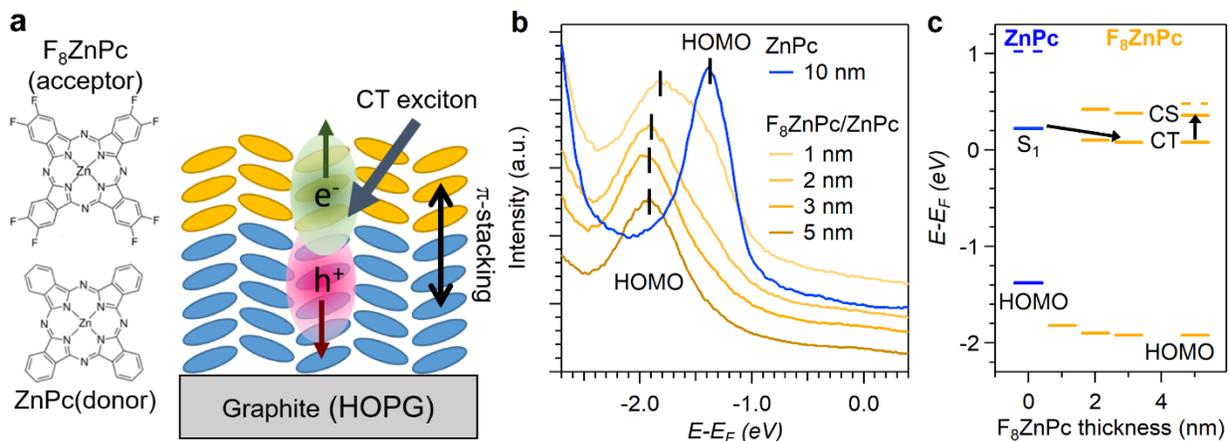 a
F₈ZnPc
(acceptor)
F
F
F
F
N
N
N
N
N
Zn
N
N
N
F
F
F
F
N
N
N
N
N
Zn
N
N
N
ZnPc(donor)
CT exciton
e⁻
h⁺
π-stacking
Graphite (HOPG)
b
Intensity (a.u.)
HOMO
ZnPc
10 nm
F₈ZnPc/ZnPc
1 nm
2 nm
3 nm
5 nm
HOMO
-2.0
-1.0
0.0
E-E_F (eV)
c
ZnPc
F₈ZnPc
E-E_F (eV)
1
0
-1
-2
S₁
CS
CT
HOMO
HOMO
0
2
4
F₈ZnPc thickness (nm)